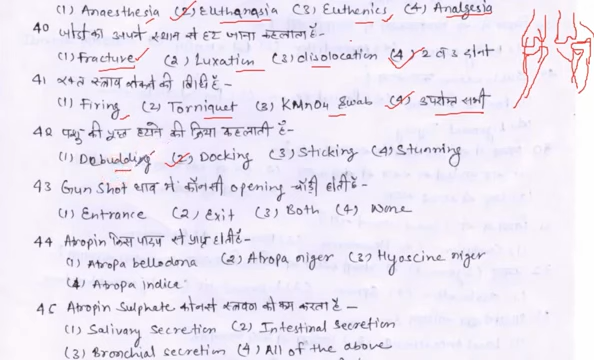 (1) Anaesthesia (2) Euthanasia (3) Euthenics (4) Analgesia
40 जोड़ों का अपने स्थान से हट जाना कहलाता है -
(1) Fracture (2) Luxation (3) disolocation (4) 2 व 3 दोनों
41 रक्त स्त्राव रोकने की विधि है -
(1) Firing (2) Torniquet (3) KMnO4 Swab (4) उपरोक्त सभी
42 पशु की पूछ हटाने की क्रिया कहलाती है -
(1) Debudding (2) Docking (3) Sticking (4) Stunning
43 Gun Shot घाव में कौनसी opening चौड़ी होती है -
(1) Entrance (2) Exit (3) Both (4) None
44 Atropin किस पादप से प्राप्त होती है -
(1) Atropa belladona (2) Atropa niger (3) Hyoscine niger
(4) Atropa indica
45 Atropin Sulphate कौनसे स्त्रवण को कम करता है -
(1) Salivary Secretion (2) Intestinal Secretion
(3) Bronchial secretion (4) All of the above